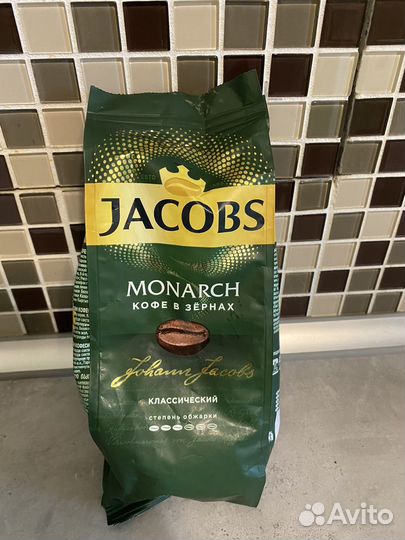 JACOBS
MONARCH
КОФЕ В ЗЁРНАХ
Johann Jacobs
КЛАССИЧЕСКИЙ
степень обжарки
Avito